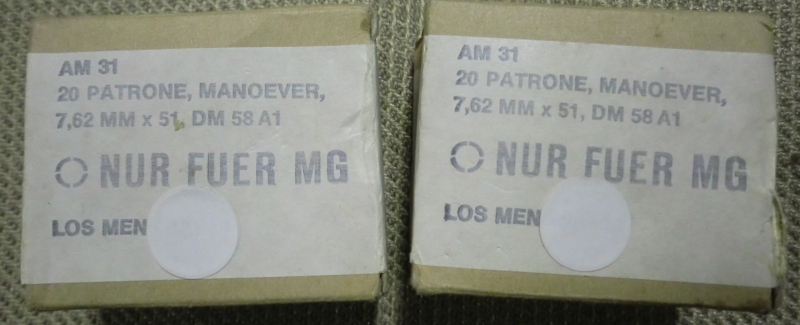 AM 31
20 PATRONE, MANOEVER,
7,62 MM x 51, DM 58 A1
NUR FUER MG
LOS MEN
AM 31
20 PATRONE, MANOEVER,
7,62 MM x 51, DM 58 A1
NUR FUER MG
LOS MEN